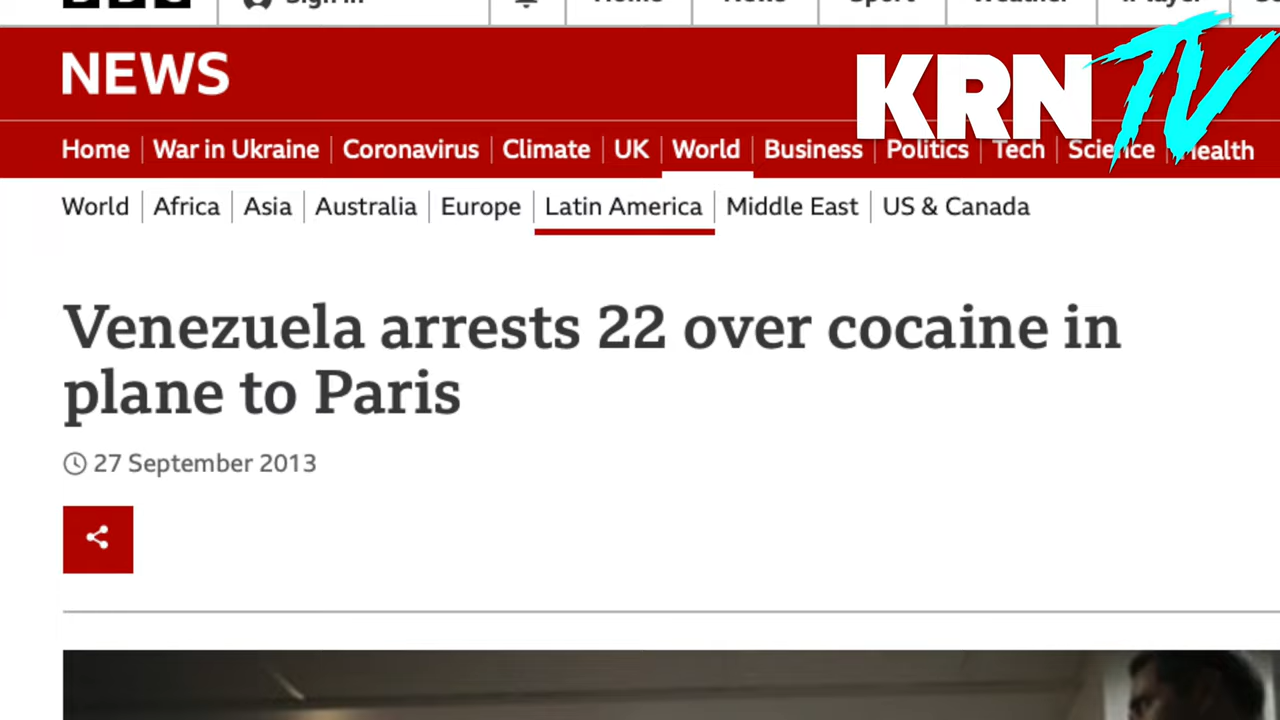 NEWS
KRN TV
Home War in Ukraine Coronavirus Climate UK World Business Politics Tech Science Health
World Africa Asia Australia Europe Latin America Middle East US & Canada
Venezuela arrests 22 over cocaine in
plane to Paris
27 September 2013